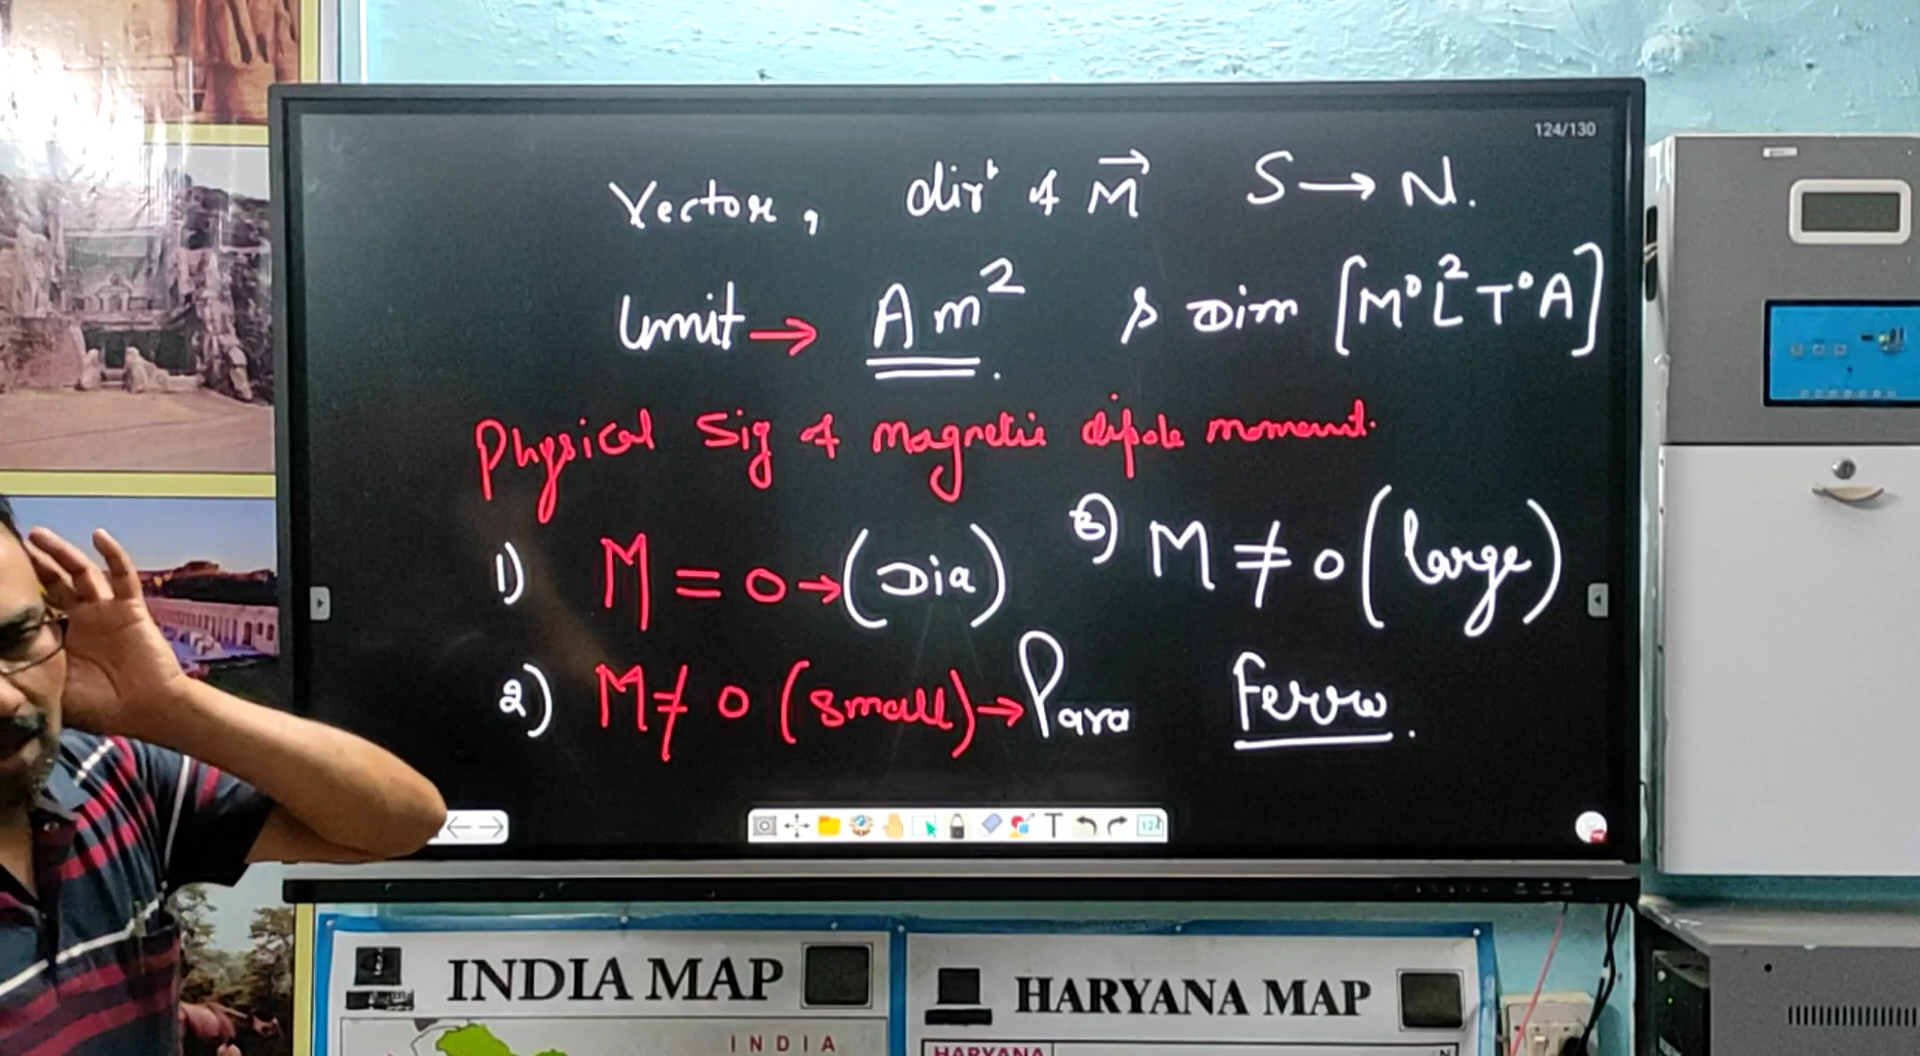 124/130
Vector, dirⁿ of M⃗ S → N.
Unit → Am² & Dim [M⁰L²T⁰A]
Physical Sig of magnetic dipole moment.
1) M = 0 → (Dia)
2) M ≠ 0 (small) → Para
3) M ≠ 0 (large)
Ferro.
T
124
INDIA MAP
INDIA
HARYANA MAP
HARYANA
N